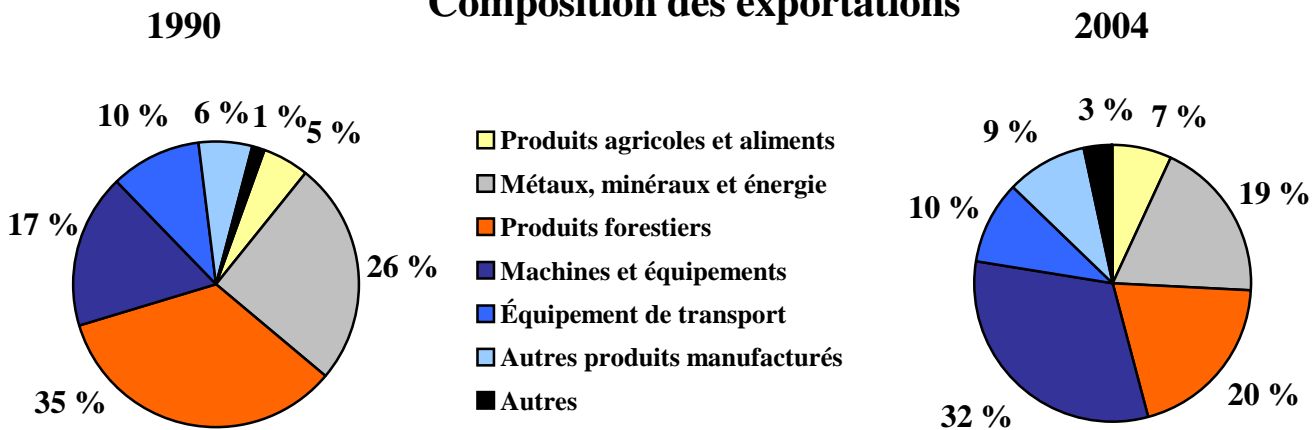 Composition des exportations
1990
2004
10 %
6 %
1 %
5 %
17 %
26 %
35 %
Produits agricoles et aliments
Métaux, minéraux et énergie
Produits forestiers
Machines et équipements
Équipement de transport
Autres produits manufacturés
Autres
3 %
7 %
9 %
19 %
10 %
20 %
32 %